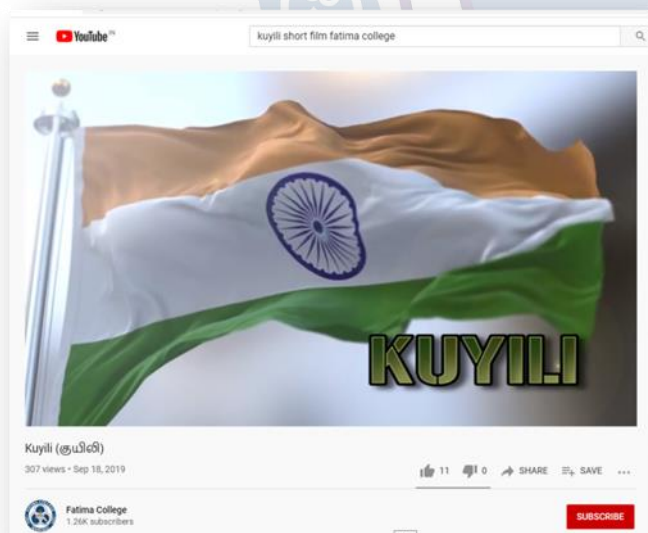 YouTube IN
kuyili short film fatima college
KUYILI
Kuyili (குயிலி)
307 views • Sep 18, 2019
11 0 SHARE SAVE ...
Fatima College
1.26K subscribers
SUBSCRIBE